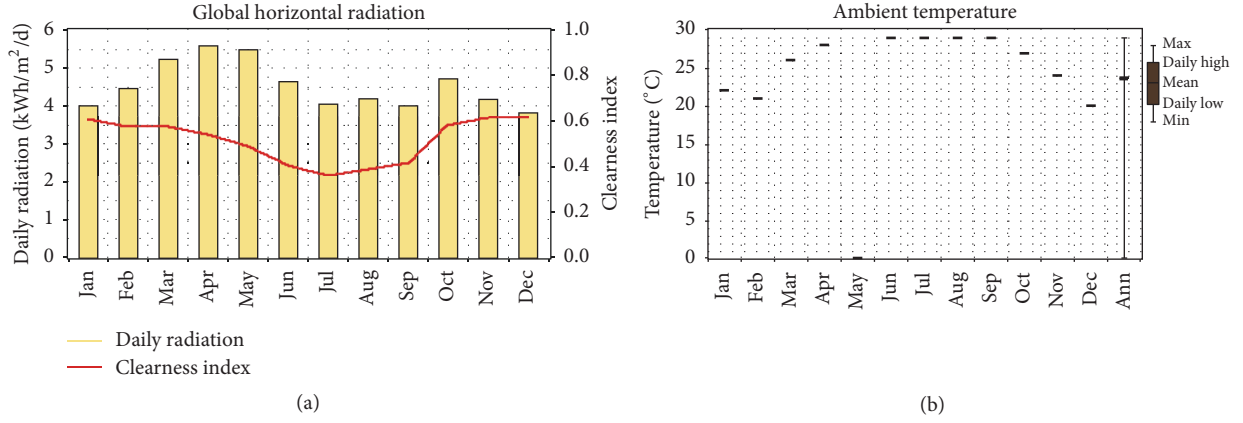 Global horizontal radiation
Daily radiation (kWh/m²/d)
6
5
4
3
2
1
0
1.0
0.8
0.6
0.4
0.2
0.0
Clearness index
Jan Feb Mar Apr May Jun Jul Aug Sep Oct Nov Dec
Daily radiation
Clearness index
(a)
Ambient temperature
Temperature (°C)
30
25
20
15
10
5
0
Jan Feb Mar Apr May Jun Jul Aug Sep Oct Nov Dec Ann
Max
Daily high
Mean
Daily low
Min
(b)